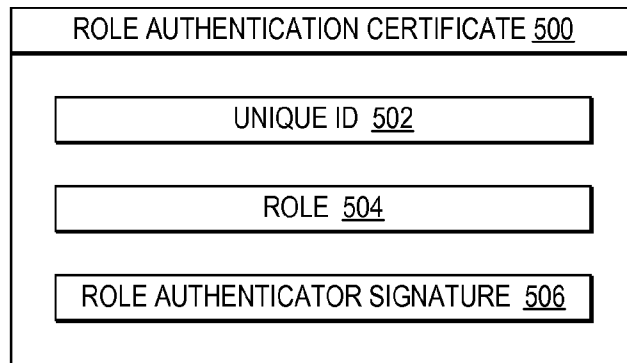 ROLE AUTHENTICATION CERTIFICATE 500
UNIQUE ID 502
ROLE 504
ROLE AUTHENTICATOR SIGNATURE 506